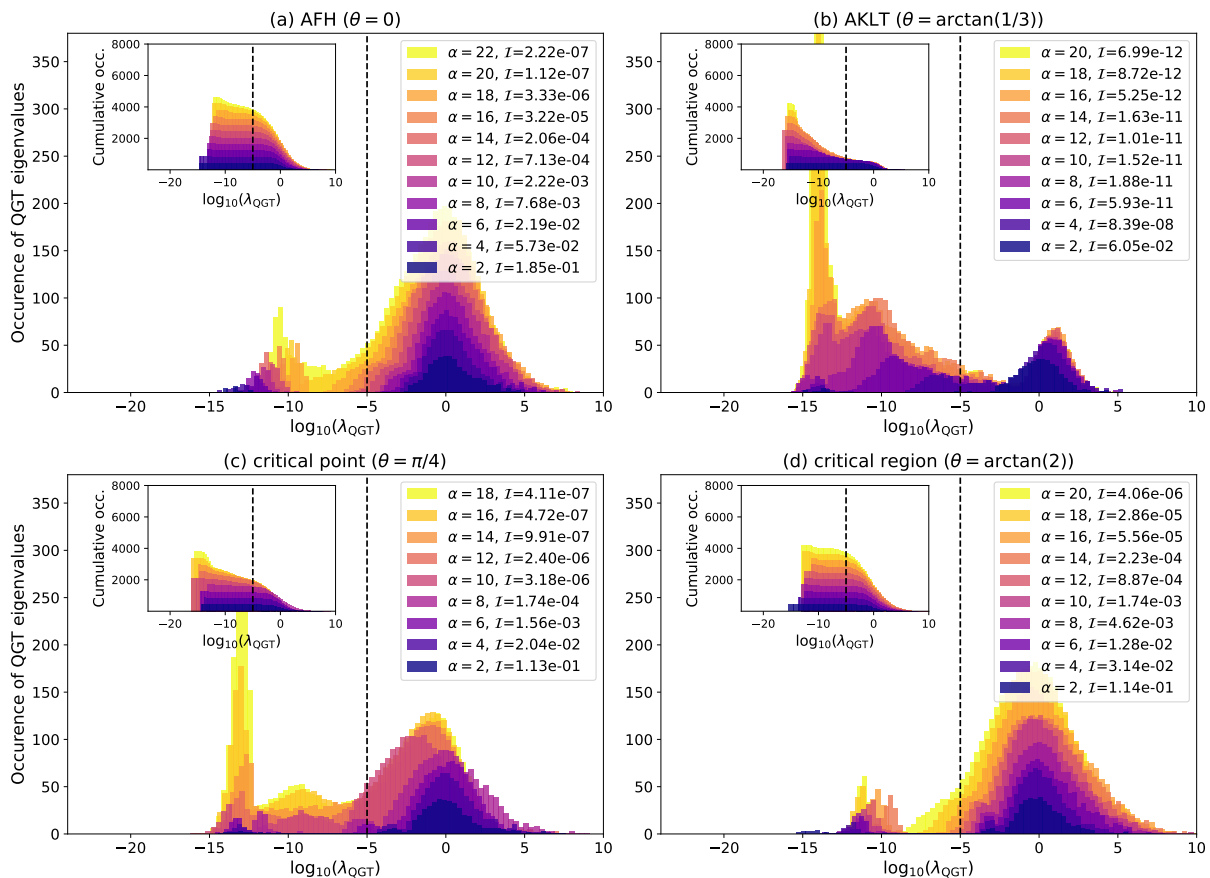 (a) AFH (θ = 0)
Occurence of QGT eigenvalues
350
300
250
200
150
100
50
0
−20
−15
−10
−5
0
5
10
log₁₀(λ_QGT)
Cumulative occ.
8000
6000
4000
2000
−20
−10
0
10
log₁₀(λ_QGT)
α = 22, 𝓘=2.22e-07
α = 20, 𝓘=1.12e-07
α = 18, 𝓘=3.33e-06
α = 16, 𝓘=3.22e-05
α = 14, 𝓘=2.06e-04
α = 12, 𝓘=7.13e-04
α = 10, 𝓘=2.22e-03
α = 8, 𝓘=7.68e-03
α = 6, 𝓘=2.19e-02
α = 4, 𝓘=5.73e-02
α = 2, 𝓘=1.85e-01
(b) AKLT (θ = arctan(1/3))
350
300
250
200
150
100
50
0
−20
−15
−10
−5
0
5
10
log₁₀(λ_QGT)
Cumulative occ.
8000
6000
4000
2000
−20
−10
0
10
log₁₀(λ_QGT)
α = 20, 𝓘=6.99e-12
α = 18, 𝓘=8.72e-12
α = 16, 𝓘=5.25e-12
α = 14, 𝓘=1.63e-11
α = 12, 𝓘=1.01e-11
α = 10, 𝓘=1.52e-11
α = 8, 𝓘=1.88e-11
α = 6, 𝓘=5.93e-11
α = 4, 𝓘=8.39e-08
α = 2, 𝓘=6.05e-02
(c) critical point (θ = π/4)
Occurence of QGT eigenvalues
350
300
250
200
150
100
50
0
−20
−15
−10
−5
0
5
10
log₁₀(λ_QGT)
Cumulative occ.
8000
6000
4000
2000
−20
−10
0
10
log₁₀(λ_QGT)
α = 18, 𝓘=4.11e-07
α = 16, 𝓘=4.72e-07
α = 14, 𝓘=9.91e-07
α = 12, 𝓘=2.40e-06
α = 10, 𝓘=3.18e-06
α = 8, 𝓘=1.74e-04
α = 6, 𝓘=1.56e-03
α = 4, 𝓘=2.04e-02
α = 2, 𝓘=1.13e-01
(d) critical region (θ = arctan(2))
350
300
250
200
150
100
50
0
−20
−15
−10
−5
0
5
10
log₁₀(λ_QGT)
Cumulative occ.
8000
6000
4000
2000
−20
−10
0
10
log₁₀(λ_QGT)
α = 20, 𝓘=4.06e-06
α = 18, 𝓘=2.86e-05
α = 16, 𝓘=5.56e-05
α = 14, 𝓘=2.23e-04
α = 12, 𝓘=8.87e-04
α = 10, 𝓘=1.74e-03
α = 8, 𝓘=4.62e-03
α = 6, 𝓘=1.28e-02
α = 4, 𝓘=3.14e-02
α = 2, 𝓘=1.14e-01